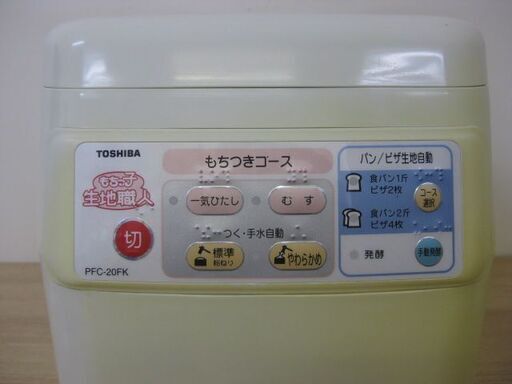 TOSHIBA
もちっ子
生地職人
切
PFC-20FK
もちつきコース
一気ひたし
むす
つく・手水自動
標準
粉ねり
やわらかめ
パン/ピザ生地自動
食パン1斤
ピザ2枚
コース
選択
食パン2斤
ピザ4枚
発酵
手動発酵